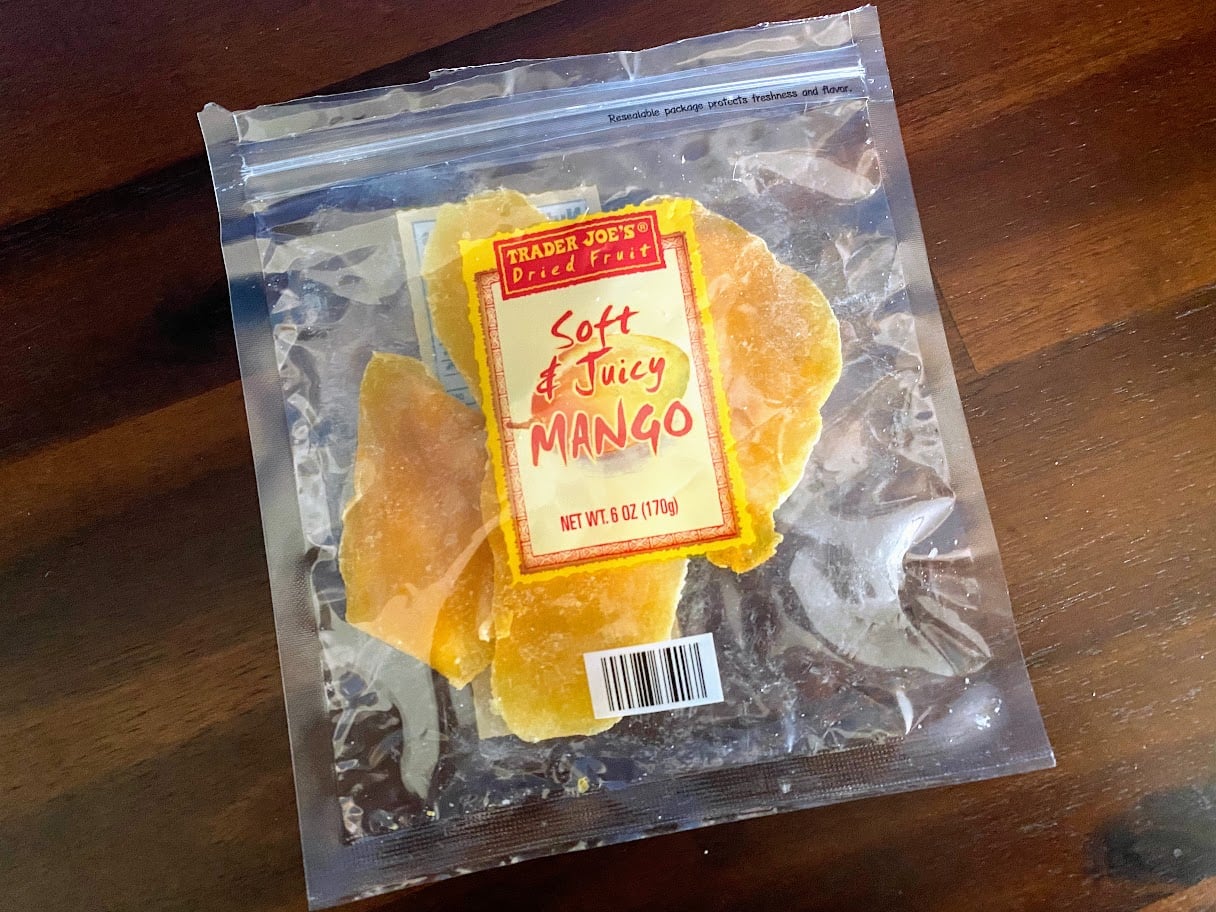 Resealable package protects freshness and flavor.
TRADER JOE'S®
Dried Fruit
Soft
& Juicy
MANGO
NET WT. 6 OZ (170g)